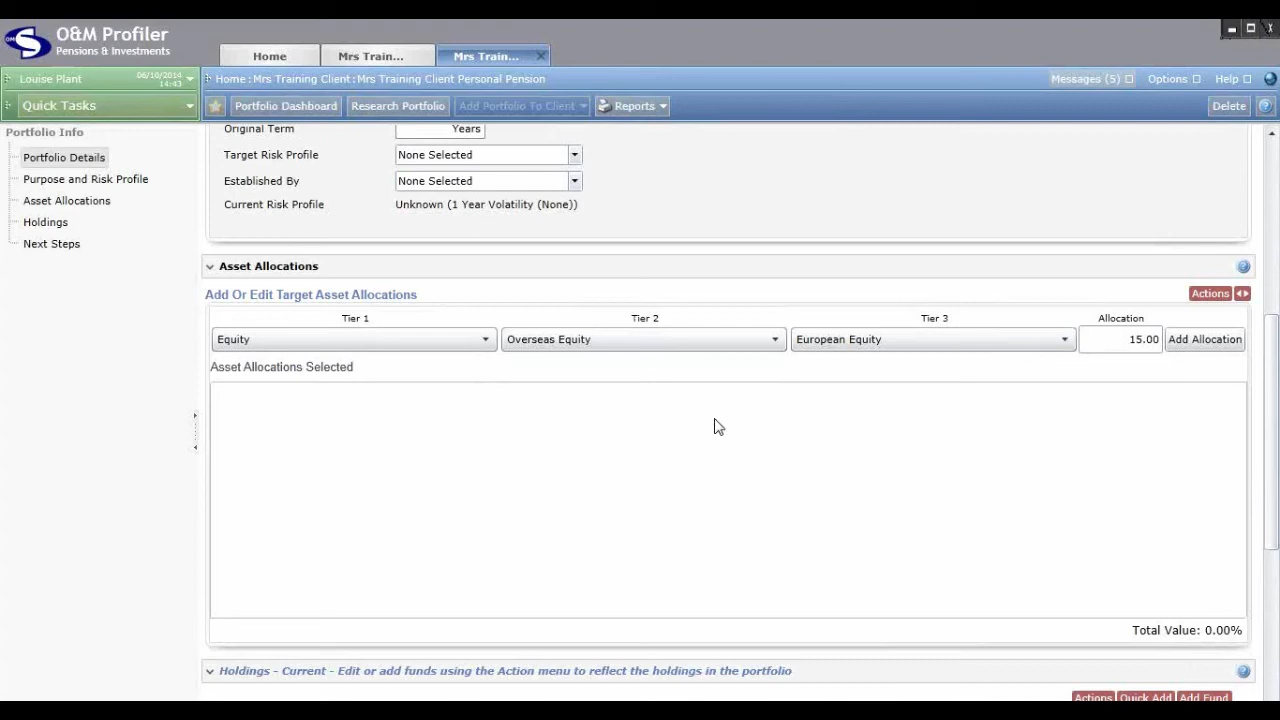 O&M Profiler
Pensions & Investments
Home
Mrs Train...
Mrs Train...
Louise Plant
06/10/2014
14:43
Home : Mrs Training Client : Mrs Training Client Personal Pension
Messages (5)
Options
Help
Quick Tasks
Portfolio Dashboard
Research Portfolio
Add Portfolio To Client
Reports
Delete
Portfolio Info
Portfolio Details
Purpose and Risk Profile
Asset Allocations
Holdings
Next Steps
Original Term
Years
Target Risk Profile
None Selected
Established By
None Selected
Current Risk Profile
Unknown (1 Year Volatility (None))
Asset Allocations
Add Or Edit Target Asset Allocations
Actions
Tier 1
Tier 2
Tier 3
Allocation
Equity
Overseas Equity
European Equity
15.00
Add Allocation
Asset Allocations Selected
Total Value: 0.00%
Holdings - Current - Edit or add funds using the Action menu to reflect the holdings in the portfolio
Actions
Quick Add
Add Fund